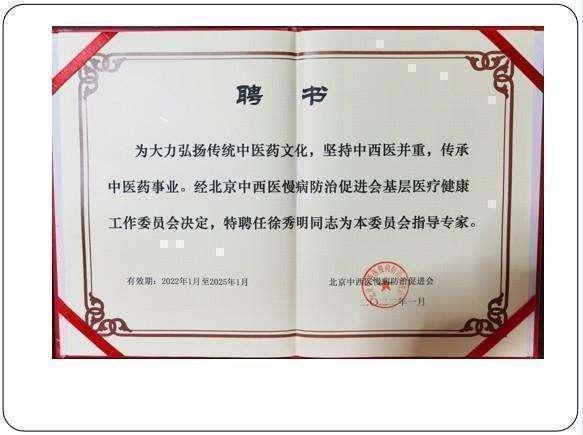 聘书
为大力弘扬传统中医药文化，坚持中西医并重，传承
中医药事业。经北京中西医慢病防治促进会基层医疗健康
工作委员会决定，特聘任徐秀明同志为本委员会指导专家。
有效期：2022年1月至2025年1月
北京中西医慢病防治促进会
二〇二二年一月